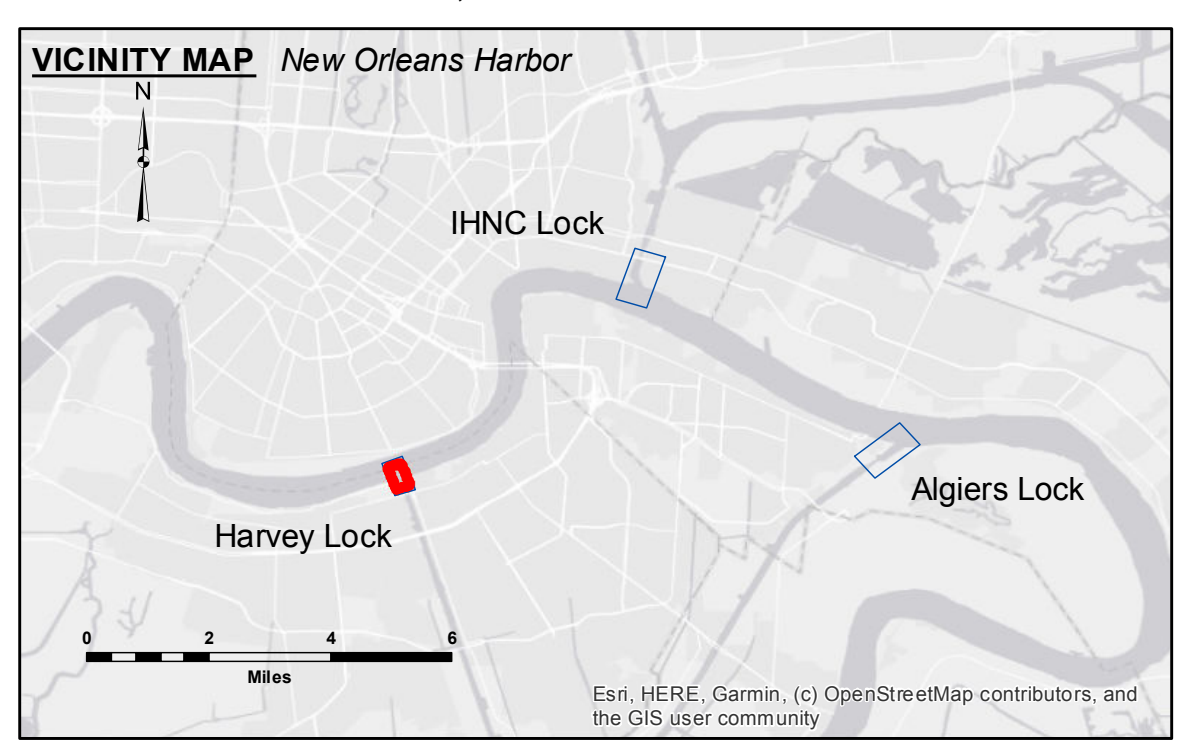 VICINITY MAP New Orleans Harbor
N
IHNC Lock
Algiers Lock
Harvey Lock
0 2 4 6
Miles
Esri, HERE, Garmin, (c) OpenStreetMap contributors, and
the GIS user community